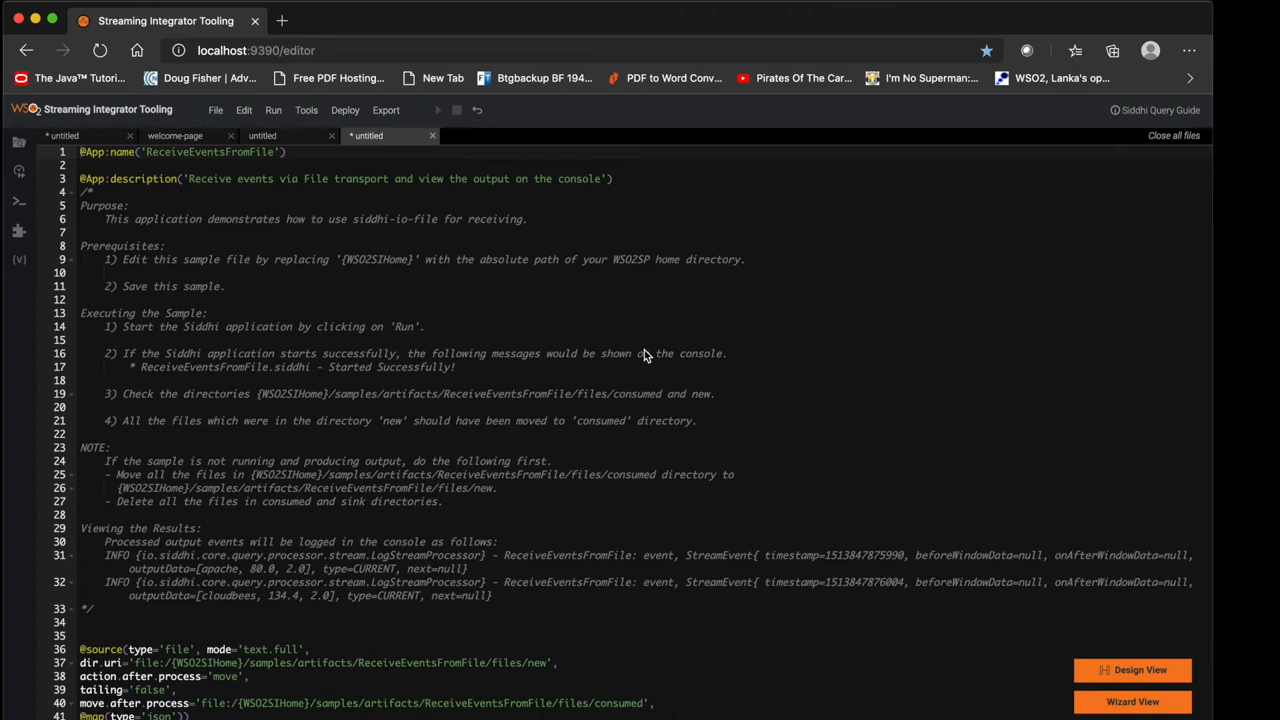 Streaming Integrator Tooling
localhost:9390/editor
The Java™ Tutori...
Doug Fisher | Adv...
Free PDF Hosting...
New Tab
Btgbackup BF 194...
PDF to Word Conv...
Pirates Of The Car...
I'm No Superman:...
WSO2, Lanka's op...
WSO2 Streaming Integrator Tooling
File Edit Run Tools Deploy Export
Siddhi Query Guide
* untitled
welcome-page
untitled
* untitled
Close all files
1 @App:name('ReceiveEventsFromFile')
2
3 @App:description('Receive events via File transport and view the output on the console')
4 /*
5 Purpose:
6 This application demonstrates how to use siddhi-io-file for receiving.
7
8 Prerequisites:
9 1) Edit this sample file by replacing '{WSO2SIHome}' with the absolute path of your WSO2SP home directory.
10
11 2) Save this sample.
12
13 Executing the Sample:
14 1) Start the Siddhi application by clicking on 'Run'.
15
16 2) If the Siddhi application starts successfully, the following messages would be shown on the console.
17 * ReceiveEventsFromFile.siddhi - Started Successfully!
18
19 3) Check the directories {WSO2SIHome}/samples/artifacts/ReceiveEventsFromFile/files/consumed and new.
20
21 4) All the files which were in the directory 'new' should have been moved to 'consumed' directory.
22
23 NOTE:
24 If the sample is not running and producing output, do the following first.
25 - Move all the files in {WSO2SIHome}/samples/artifacts/ReceiveEventsFromFile/files/consumed directory to
26 {WSO2SIHome}/samples/artifacts/ReceiveEventsFromFile/files/new.
27 - Delete all the files in consumed and sink directories.
28
29 Viewing the Results:
30 Processed output events will be logged in the console as follows:
31 INFO {io.siddhi.core.query.processor.stream.LogStreamProcessor} - ReceiveEventsFromFile: event, StreamEvent{ timestamp=1513847875990, beforeWindowData=null, onAfterWindowData=null,
outputData=[apache, 80.0, 2.0], type=CURRENT, next=null}
32 INFO {io.siddhi.core.query.processor.stream.LogStreamProcessor} - ReceiveEventsFromFile: event, StreamEvent{ timestamp=1513847876004, beforeWindowData=null, onAfterWindowData=null,
outputData=[cloudbees, 134.4, 2.0], type=CURRENT, next=null}
33 */
34
35
36 @source(type='file', mode='text.full',
37 dir.uri='file:/{WSO2SIHome}/samples/artifacts/ReceiveEventsFromFile/files/new',
38 action.after.process='move',
39 tailing='false',
40 move.after.process='file:/{WSO2SIHome}/samples/artifacts/ReceiveEventsFromFile/files/consumed',
41 @map(type='json'))
Design View
Wizard View